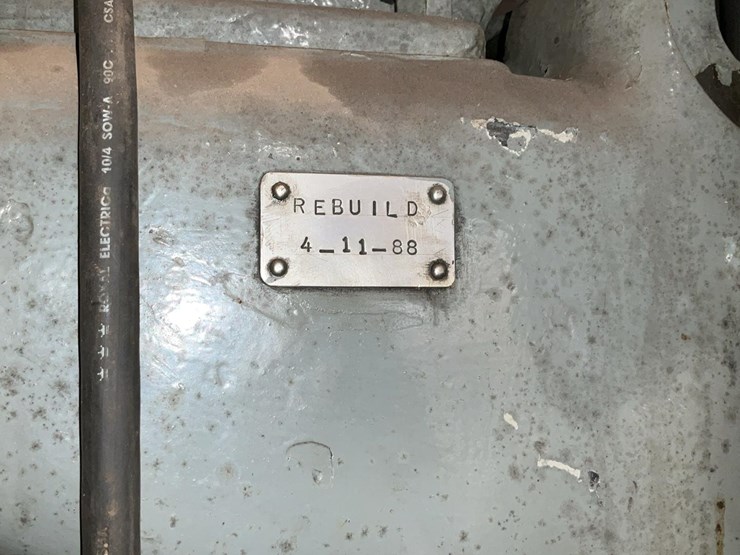 REBUILD
4-11-88
ROYAL ELECTRIC 10/4 SOW-A 90C CSA